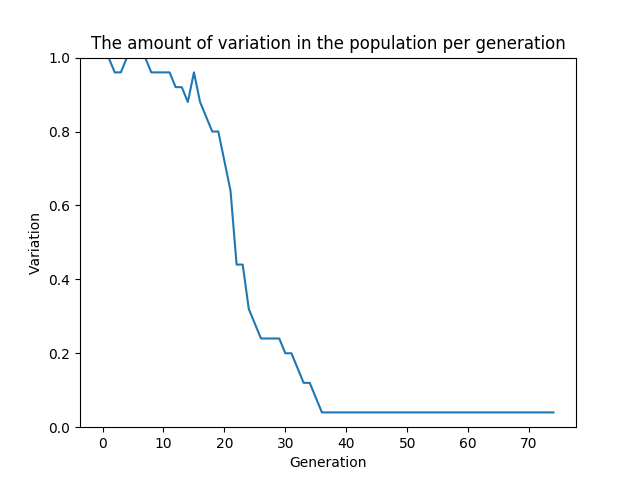 The amount of variation in the population per generation
1.0
0.8
0.6
0.4
0.2
0.0
Variation
0 10 20 30 40 50 60 70
Generation